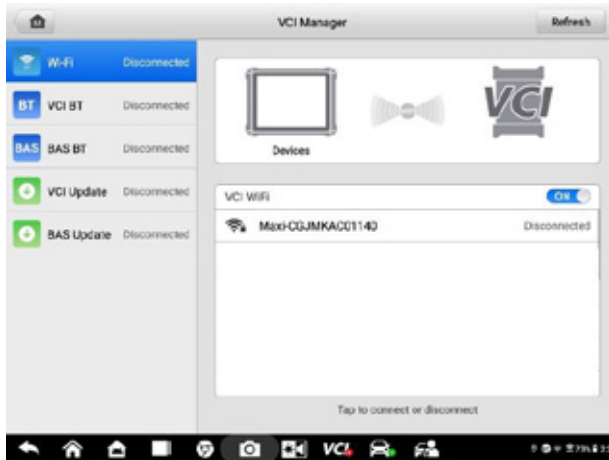 VCI Manager
Refresh
Wi-Fi Disconnected
BT VCI BT Disconnected
BAS BAS BT Disconnected
VCI Update Disconnected
BAS Update Disconnected
VCI
Devices
VCI WiFi ON
Maxi-CGJMKAC01140 Disconnected
Tap to connect or disconnect
VCI